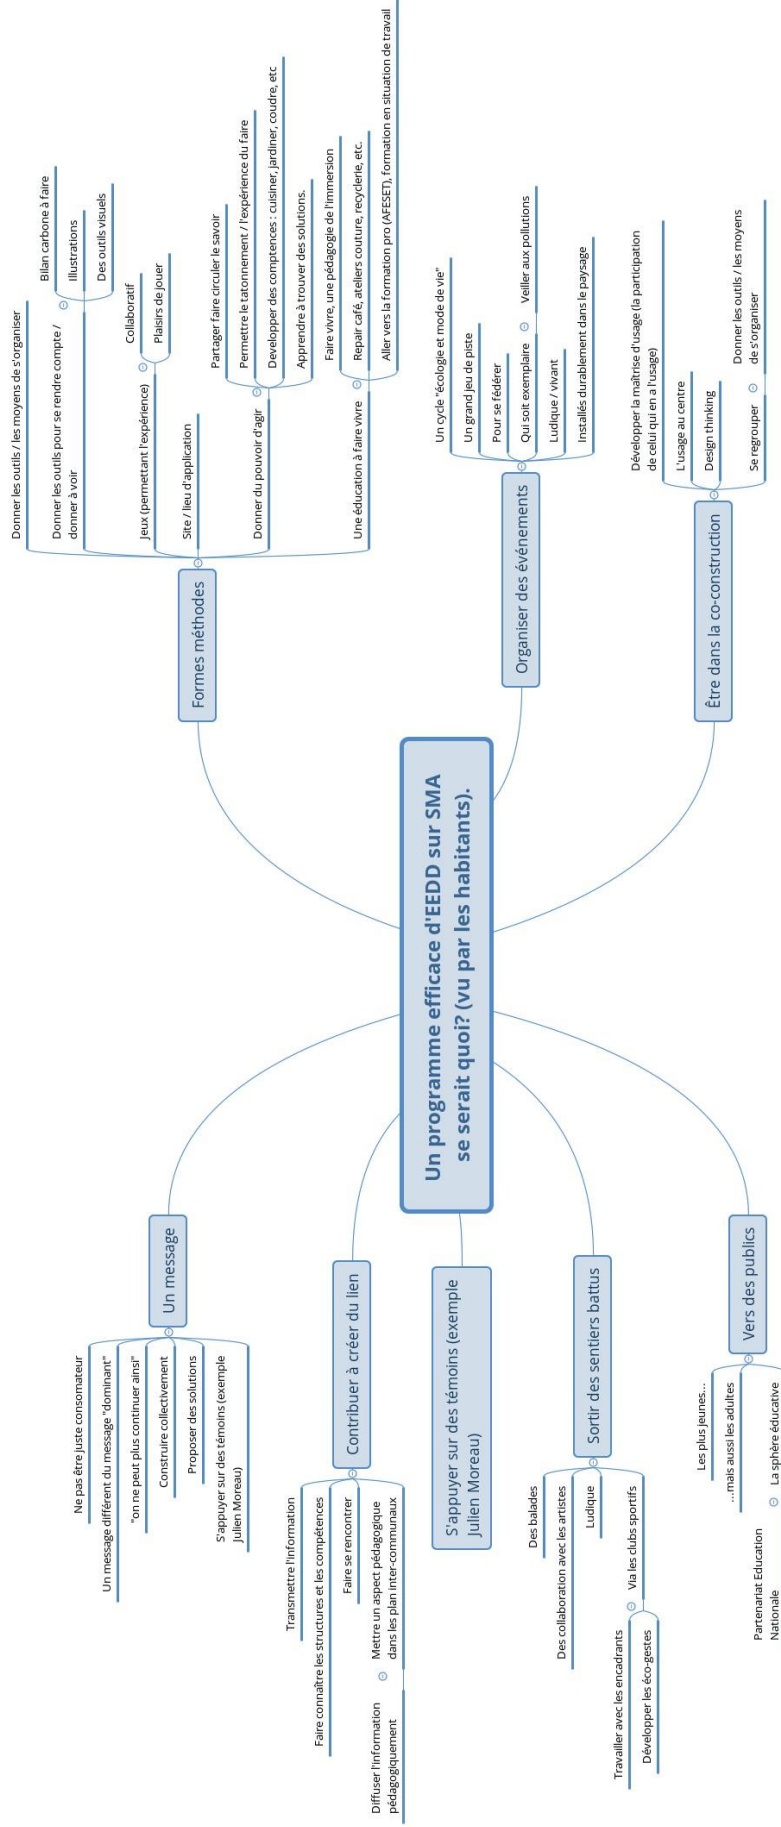 Un programme efficace d'EEDD sur SMA
se serait quoi? (vu par les habitants).
Formes méthodes
Donner les outils / les moyens de s'organiser
Donner les outils pour se rendre compte /
donner à voir
Bilan carbone à faire
Illustrations
Des outils visuels
Jeux (permettant l'expérience)
Collaboratif
Plaisirs de jouer
Site / lieu d'application
Donner du pouvoir d'agir
Partager faire circuler le savoir
Permettre le tatonnement / l'expérience du faire
Developper des comptences : cuisiner, jardiner, coudre, etc
Apprendre à trouver des solutions.
Une éducation à faire vivre
Faire vivre, une pédagogie de l'immersion
Repair café, ateliers couture, recyclerie, etc.
Aller vers la formation pro (AFESET), formation en situation de travail
Organiser des événements
Un cycle "écologie et mode de vie"
Un grand jeu de piste
Pour se fédérer
Qui soit exemplaire
Veiller aux pollutions
Ludique / vivant
Installés durablement dans le paysage
Être dans la co-construction
Développer la maîtrise d'usage (la participation
de celui qui en a l'usage)
L'usage au centre
Design thinking
Se regrouper
Donner les outils / les moyens
de s'organiser
Un message
Ne pas être juste consomateur
Un message différent du message "dominant"
"on ne peut plus continuer ainsi"
Construire collectivement
Proposer des solutions
S'appuyer sur des témoins (exemple
Julien Moreau)
Contribuer à créer du lien
Transmettre l'information
Faire connaître les structures et les compétences
Faire se rencontrer
Mettre un aspect pédagogique
dans les plan inter-communaux
Diffuser l'information
pédagogiquement
S'appuyer sur des témoins (exemple
Julien Moreau)
Sortir des sentiers battus
Des balades
Des collaboration avec les artistes
Ludique
Via les clubs sportifs
Travailler avec les encadrants
Développer les éco-gestes
Vers des publics
Les plus jeunes...
...mais aussi les adultes
La sphère éducative
Partenariat Education
Nationale